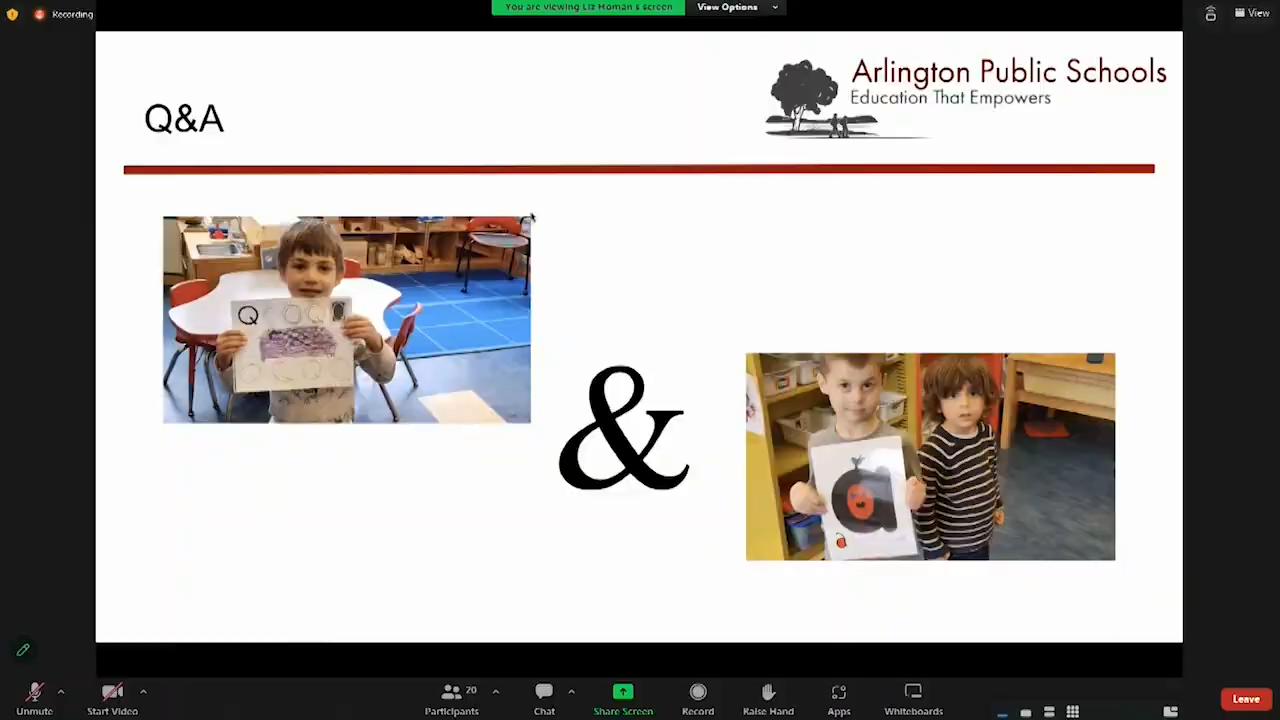 Recording
You are viewing Liz Homan's screen
View Options
View
Arlington Public Schools
Education That Empowers
Q&A
Q
&
a
Unmute
Start Video
Participants
20
Chat
Share Screen
Record
Raise Hand
Apps
Whiteboards
Leave